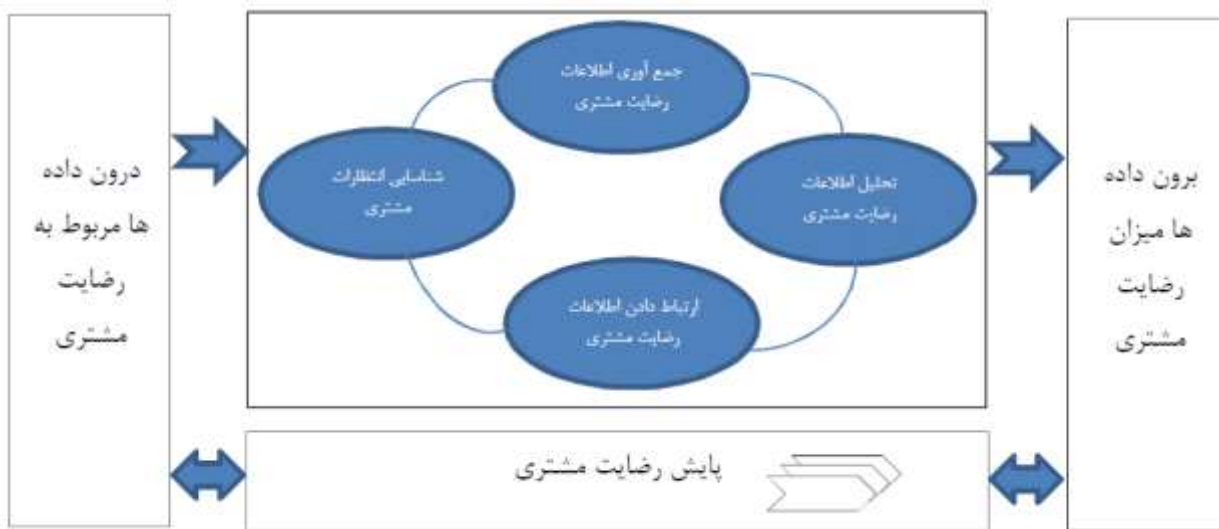 درون داده
ها مربوط به
رضایت
مشتری
جمع آوری اطلاعات
رضایت مشتری
شناسایی انتظارات
مشتری
تحلیل اطلاعات
رضایت مشتری
ارتباط دادن اطلاعات
رضایت مشتری
برون داده
ها میزان
رضایت
مشتری
پایش رضایت مشتری